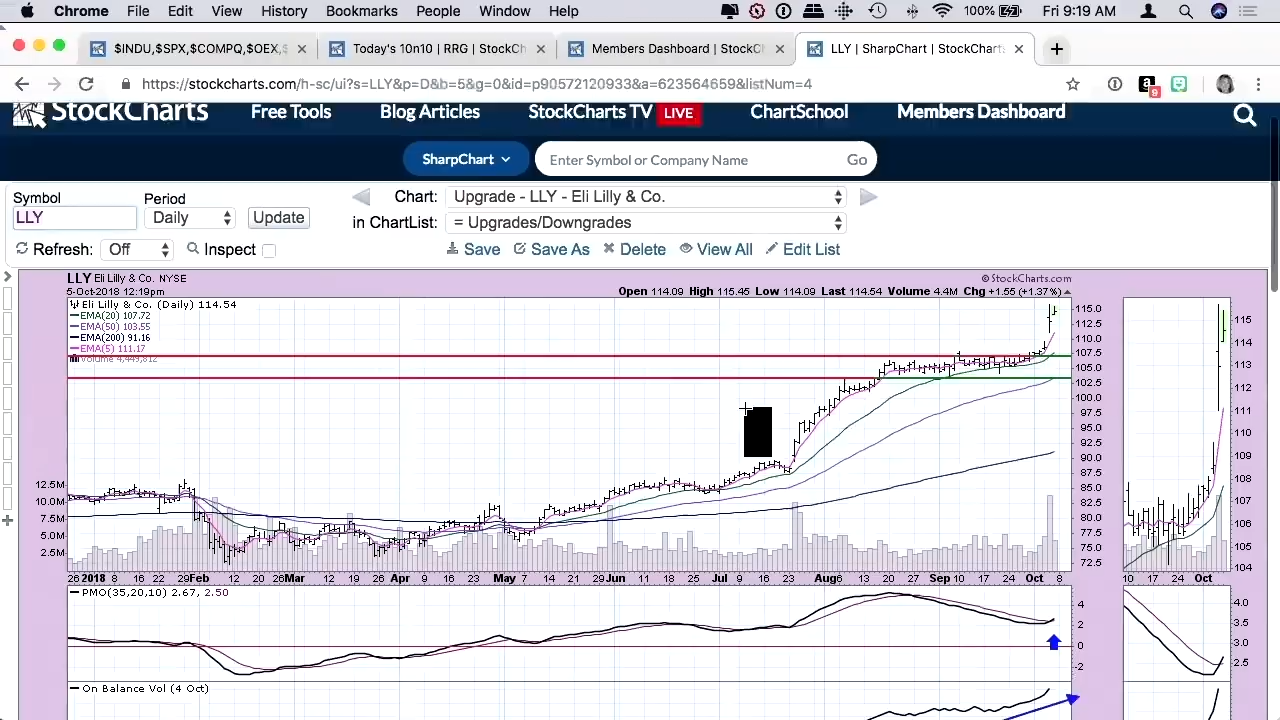 Chrome File Edit View History Bookmarks People Window Help 100% Fri 9:19 AM
$INDU,$SPX,$COMPQ,$OEX,$ Today's 10n10 | RRG | StockCh Members Dashboard | StockCh LLY | SharpChart | StockCharts
https://stockcharts.com/h-sc/ui?s=LLY&p=D&b=5&g=0&id=p90572120933&a=623564659&listNum=4
9
StockCharts Free Tools Blog Articles StockCharts TV LIVE ChartSchool Members Dashboard
SharpChart Enter Symbol or Company Name Go
Symbol Period Chart: Upgrade - LLY - Eli Lilly & Co.
LLY Daily Update in ChartList: = Upgrades/Downgrades
Refresh: Off Inspect Save Save As Delete View All Edit List
LLY Eli Lilly & Co. NYSE © StockCharts.com
5-Oct-2018 12:19pm Open 114.09 High 115.45 Low 114.09 Last 114.54 Volume 4.4M Chg +1.55 (+1.37%)
Eli Lilly & Co. (Daily) 114.54
EMA(20) 107.72
EMA(50) 103.55
EMA(200) 91.16
EMA(5) 111.17
Volume 4,449,812
115.0
112.5
110.0
107.5
105.0
102.5
100.0
97.5
95.0
92.5
90.0
87.5
85.0
82.5
80.0
77.5
75.0
72.5
12.5M
10.0M
7.5M
5.0M
2.5M
115
114
113
112
111
110
109
108
107
106
105
104
26 2018 8 16 22 29 Feb 12 20 26 Mar 12 19 26 Apr 9 16 23 May 7 14 21 29 Jun 11 18 25 Jul 9 16 23 Aug 6 13 20 27 Sep 10 17 24 Oct 8
10 17 24 Oct
PMO(35,20,10) 2.67, 2.50
4
2
0
-2
4.0
3.5
3.0
2.5
On Balance Vol (4 Oct)